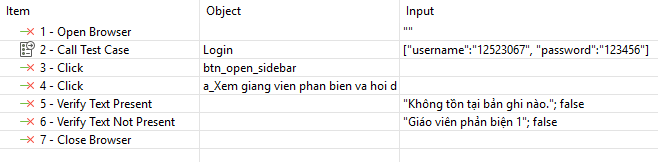 Item Object Input
1 - Open Browser ""
2 - Call Test Case Login ["username":"12523067", "password":"123456"]
3 - Click btn_open_sidebar
4 - Click a_Xem giang vien phan bien va hoi d
5 - Verify Text Present "Không tồn tại bản ghi nào."; false
6 - Verify Text Not Present "Giáo viên phản biện 1"; false
7 - Close Browser